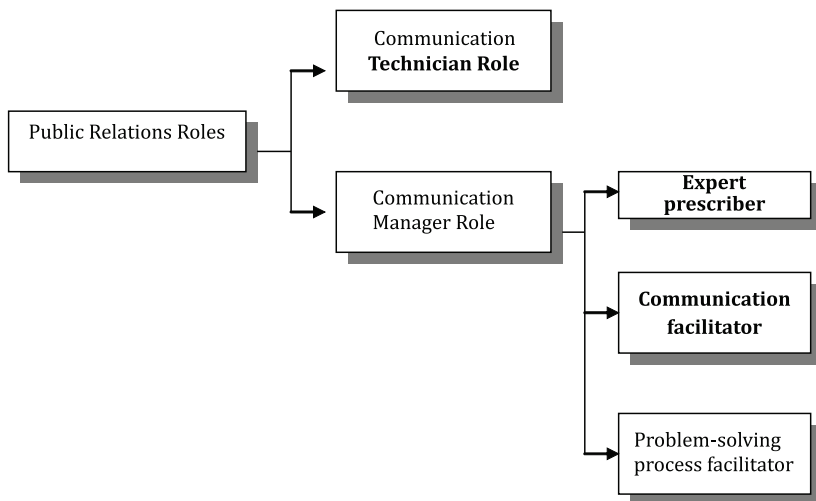 Communication
Technician Role
Public Relations Roles
Communication
Manager Role
Expert
prescriber
Communication
facilitator
Problem-solving
process facilitator